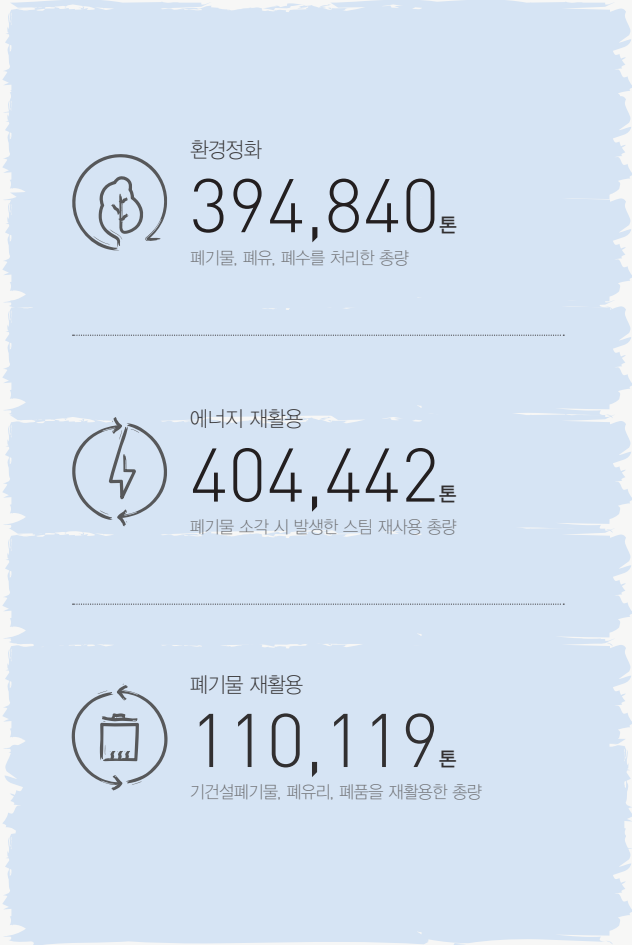 환경정화
394,840톤
폐기물, 폐유, 폐수를 처리한 총량
에너지 재활용
404,442톤
폐기물 소각 시 발생한 스팀 재사용 총량
폐기물 재활용
110,119톤
기건설폐기물, 폐유리, 폐품을 재활용한 총량